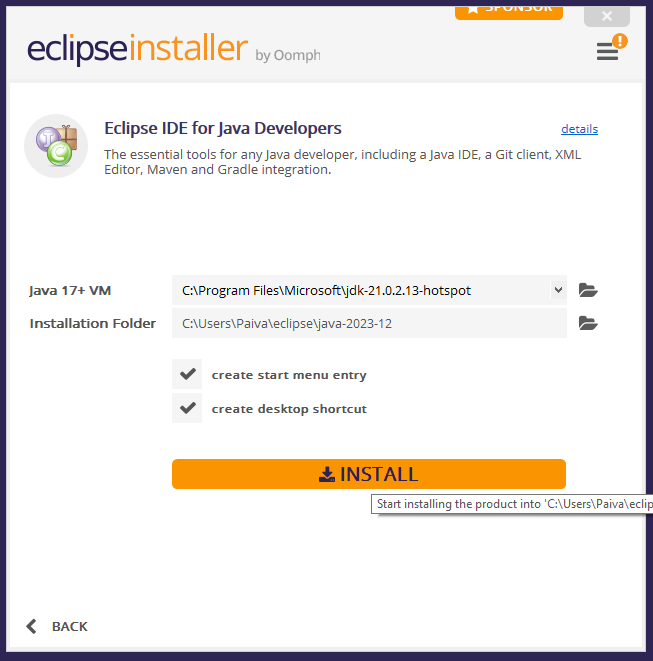 SPONSOR
eclipseinstaller by Oomph
!
Eclipse IDE for Java Developers
details
The essential tools for any Java developer, including a Java IDE, a Git client, XML
Editor, Maven and Gradle integration.
Java 17+ VM
C:\Program Files\Microsoft\jdk-21.0.2.13-hotspot
Installation Folder
C:\Users\Paiva\eclipse\java-2023-12
create start menu entry
create desktop shortcut
INSTALL
Start installing the product into 'C:\Users\Paiva\eclip
BACK